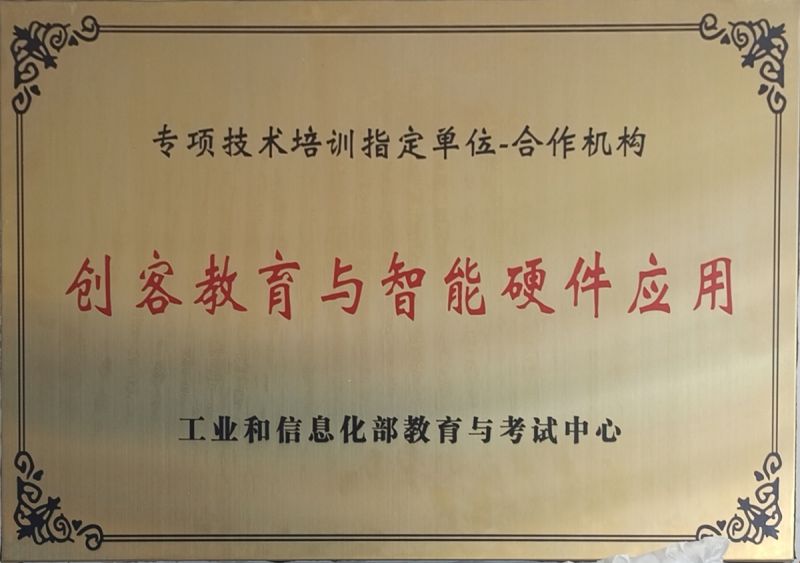 专项技术培训指定单位-合作机构
创客教育与智能硬件应用
工业和信息化部教育与考试中心